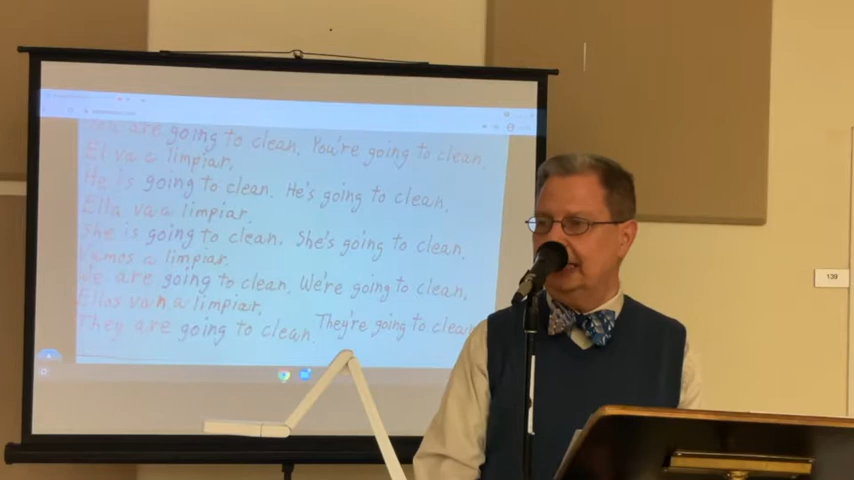 You are going to clean. You're going to clean.
El va a limpiar.
He is going to clean. He's going to clean.
Ella va a limpiar.
She is going to clean. She's going to clean.
Vamos a limpiar.
We are going to clean. We're going to clean.
Ellos van a limpiar.
They are going to clean. They're going to clean
139